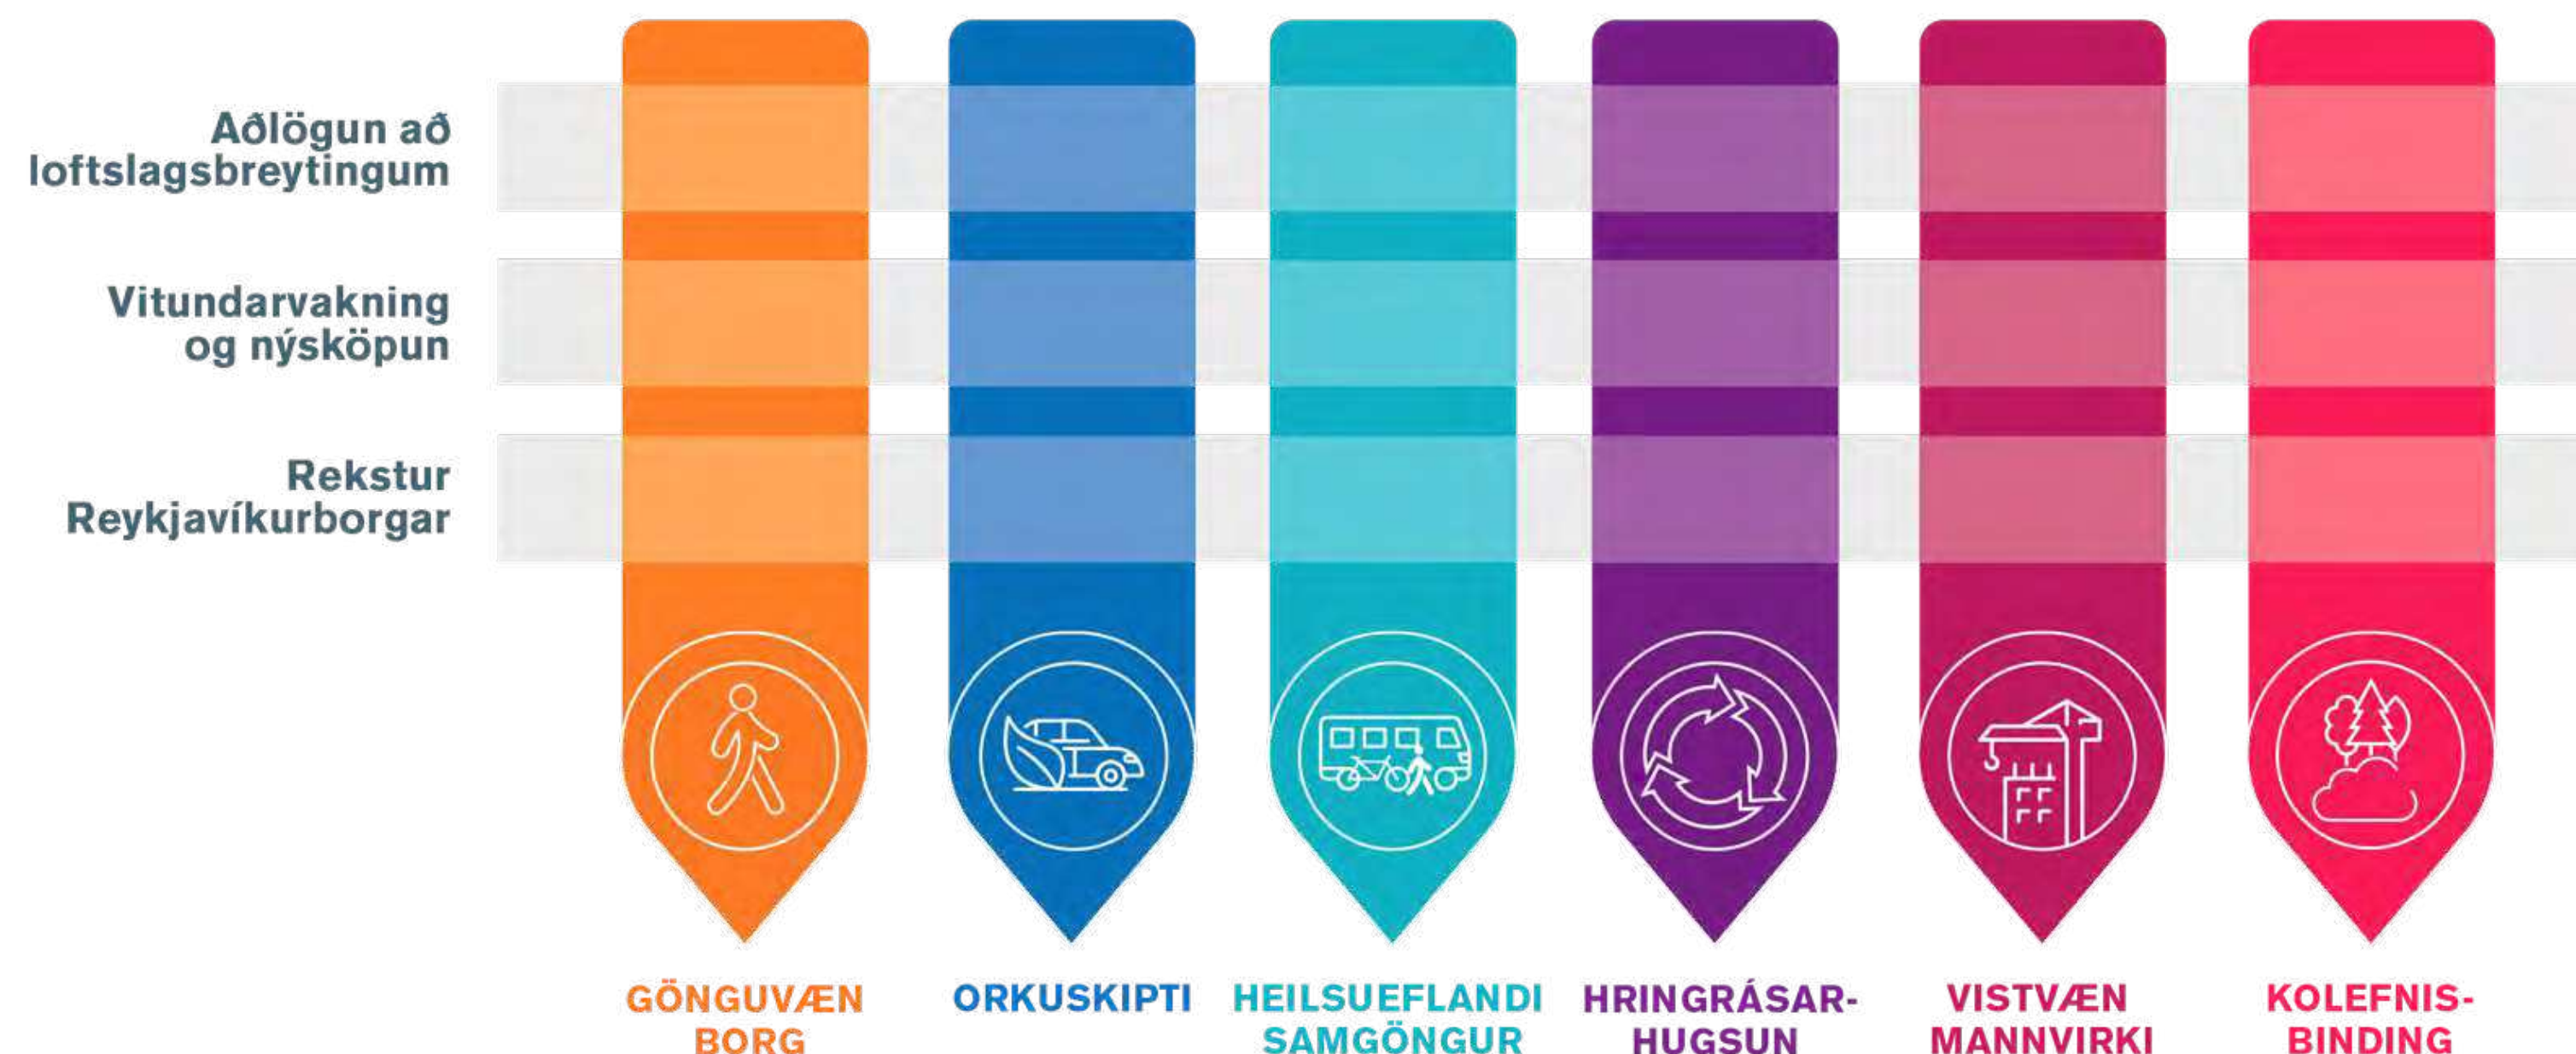 Aðlögun að
loftslagsbreytingum
Vitundarvakning
og nýsköpun
Rekstur
Reykjavíkurborgar
GÖNGUVÆN
BORG
ORKUSKIPTI
HEILSUEFLANDI
SAMGÖNGUR
HRINGRÁSAR-
HUGSUN
VISTVÆN
MANNVIRKI
KOLEFNIS-
BINDING